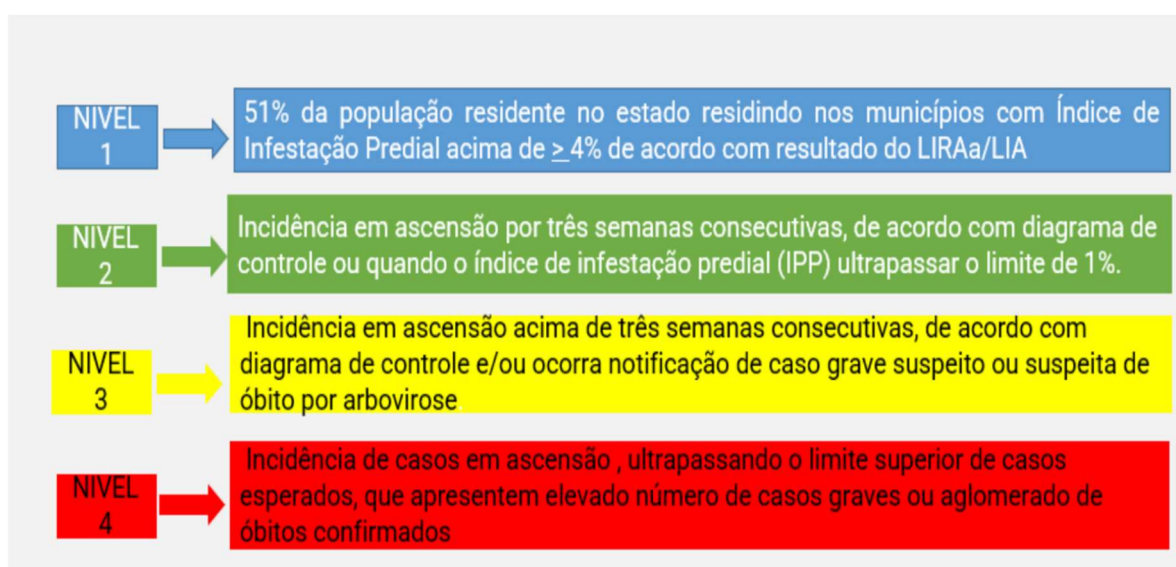 NIVEL
1
51% da população residente no estado residindo nos municípios com Índice de
Infestação Predial acima de ≥ 4% de acordo com resultado do LIRAa/LIA
NIVEL
2
Incidência em ascensão por três semanas consecutivas, de acordo com diagrama de
controle ou quando o índice de infestação predial (IPP) ultrapassar o limite de 1%.
NIVEL
3
Incidência em ascensão acima de três semanas consecutivas, de acordo com
diagrama de controle e/ou ocorra notificação de caso grave suspeito ou suspeita de
óbito por arbovirose
NIVEL
4
Incidência de casos em ascensão , ultrapassando o limite superior de casos
esperados, que apresentem elevado número de casos graves ou aglomerado de
óbitos confirmados